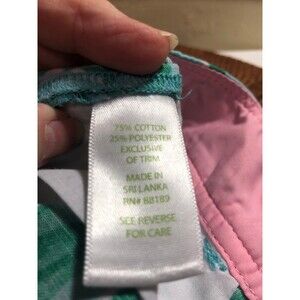 75% COTTON
25% POLYESTER
EXCLUSIVE
OF TRIM
MADE IN
SRI LANKA
RN# 88189
SEE REVERSE
FOR CARE